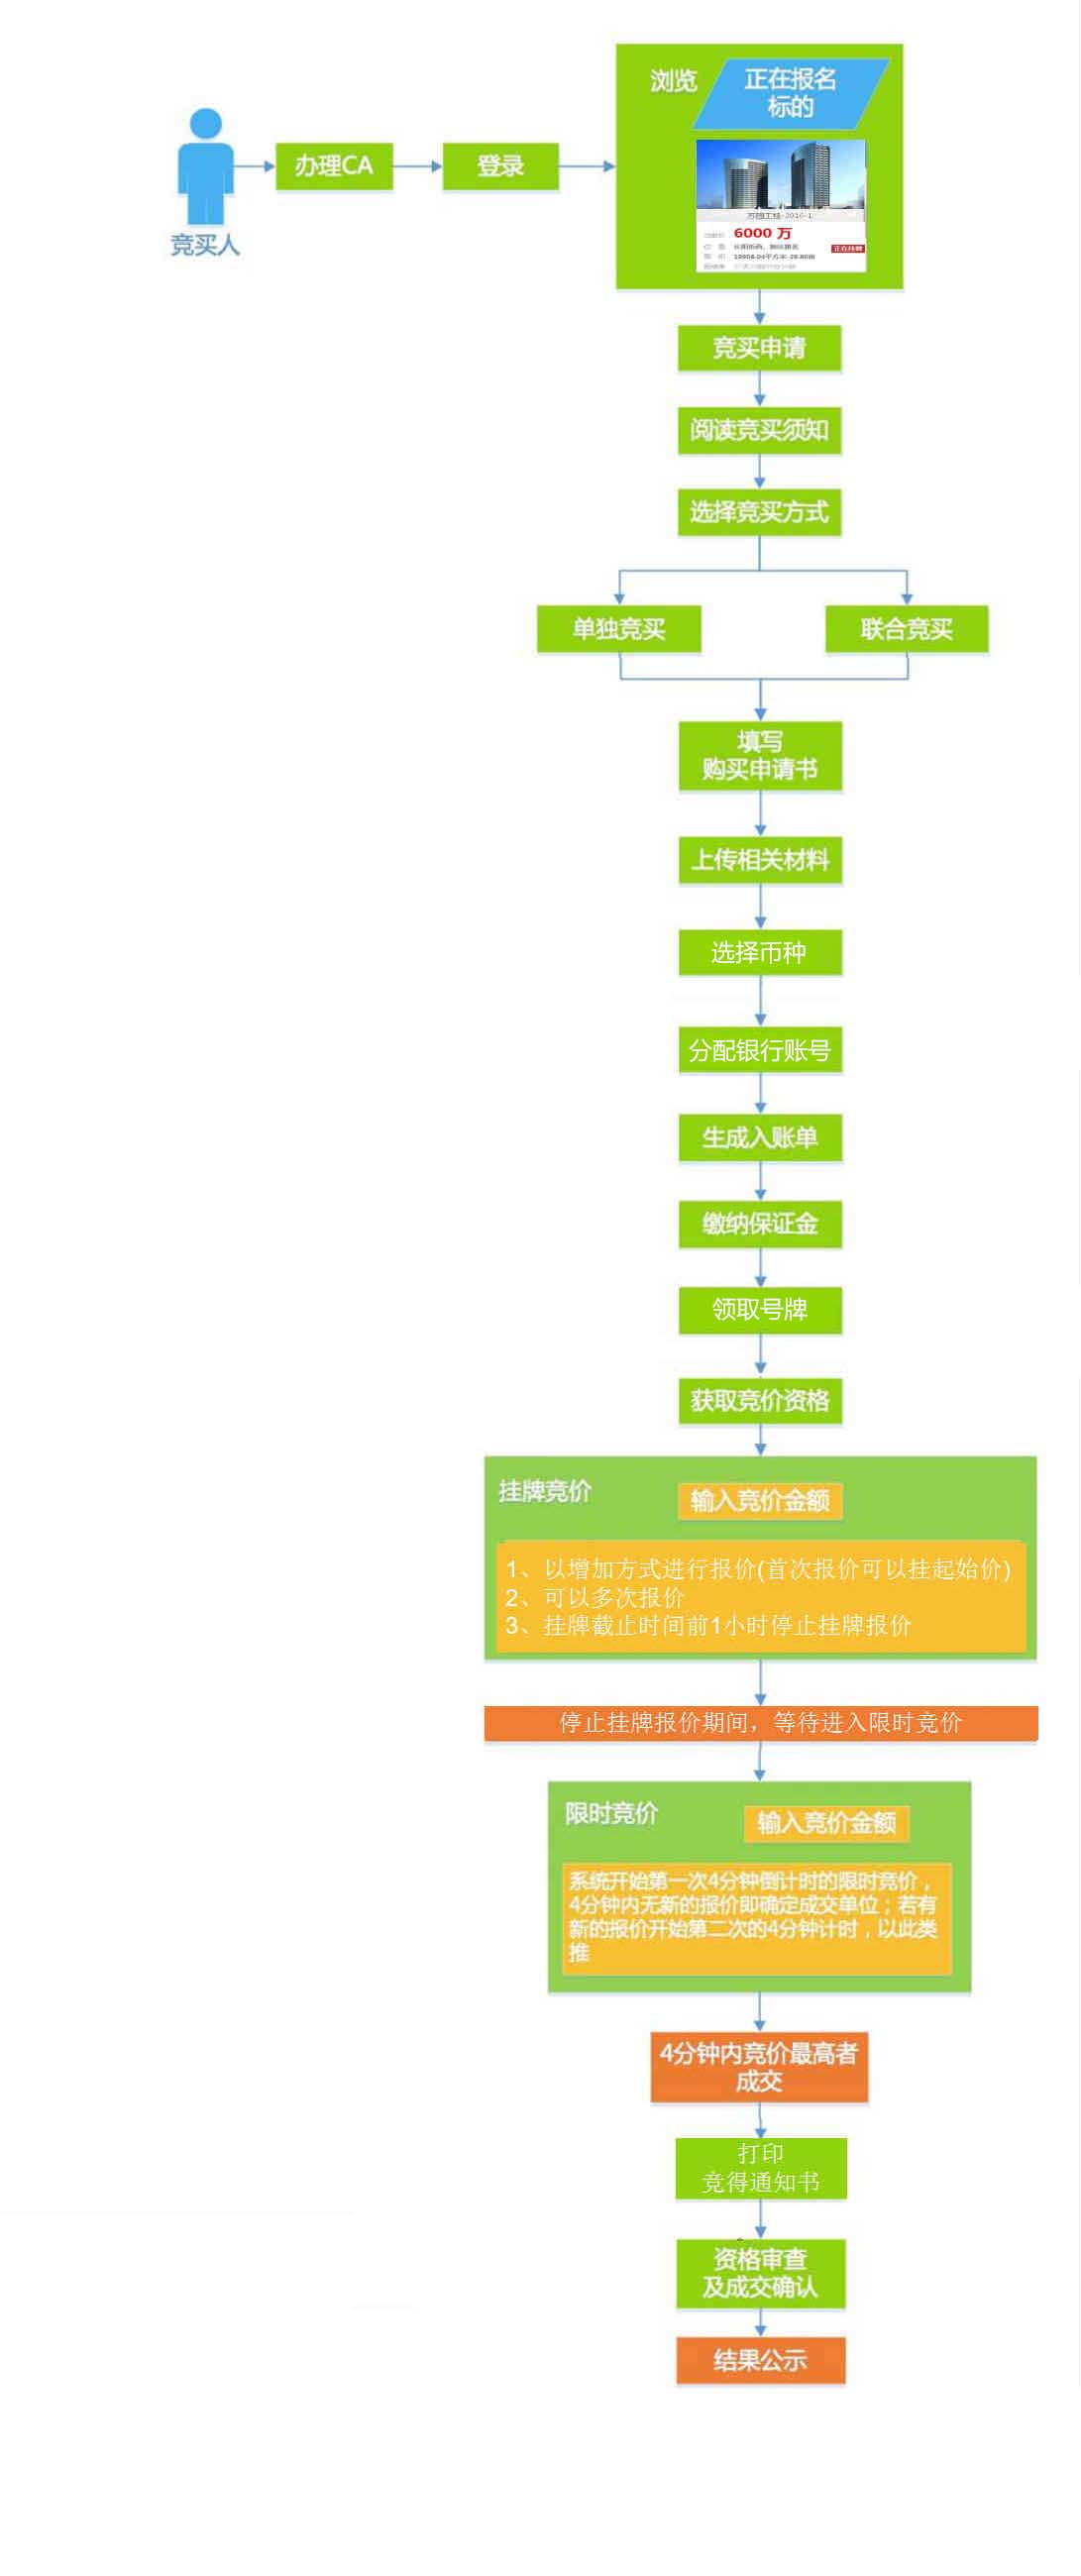 浏览
正在报名
标的
竞买人
办理CA
登录
苏园工挂-2016-1
6000 万
正在挂牌
竞买申请
阅读竞买须知
选择竞买方式
单独竞买
联合竞买
填写
购买申请书
上传相关材料
选择币种
分配银行账号
生成入账单
缴纳保证金
领取号牌
获取竞价资格
挂牌竞价
输入竞价金额
1、以增加方式进行报价(首次报价可以挂起始价)
2、可以多次报价
3、挂牌截止时间前1小时停止挂牌报价
停止挂牌报价期间，等待进入限时竞价
限时竞价
输入竞价金额
系统开始第一次4分钟倒计时的限时竞价，
4分钟内无新的报价即确定成交单位；若有
新的报价开始第二次的4分钟计时，以此类
推
4分钟内竞价最高者
成交
打印
竞得通知书
资格审查
及成交确认
结果公示